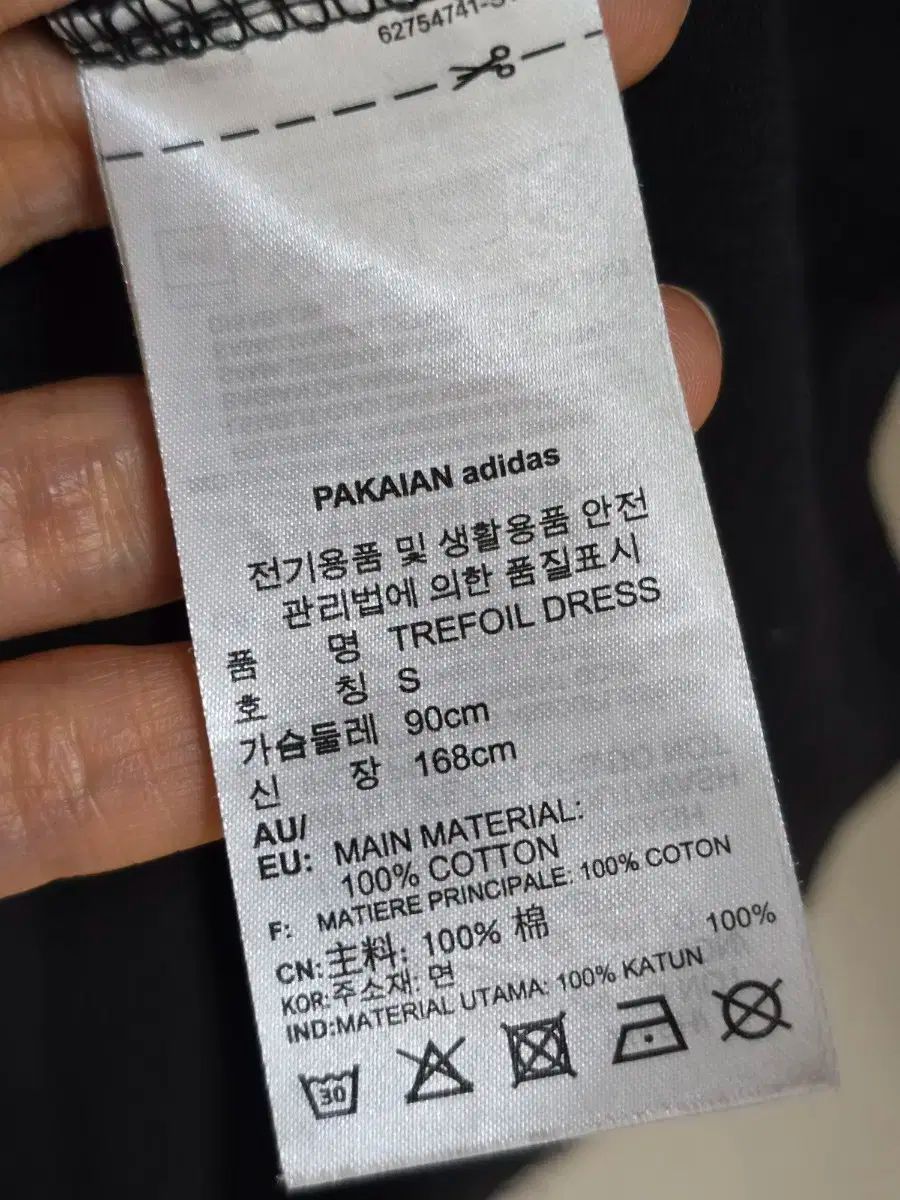 62754741-
PAKAIAN adidas
전기용품 및 생활용품 안전
관리법에 의한 품질표시
품 명 TREFOIL DRESS
호 칭 S
가슴둘레 90cm
신 장 168cm
AU/
EU: MAIN MATERIAL:
100% COTTON
F: MATIERE PRINCIPALE: 100% COTON
CN: 主料: 100% 棉
KOR: 주소재: 면 100%
IND:MATERIAL UTAMA: 100% KATUN
30